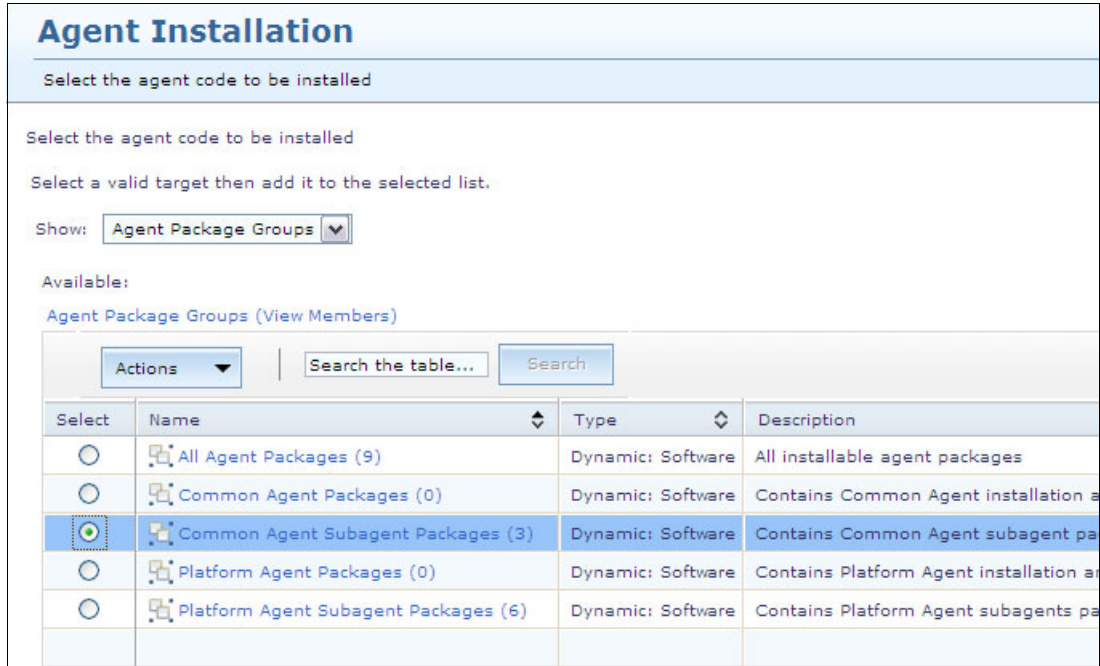 Agent Installation
Select the agent code to be installed
Select the agent code to be installed
Select a valid target then add it to the selected list.
Show: Agent Package Groups
Available:
Agent Package Groups (View Members)
Actions Search the table... Search
Select Name Type Description
All Agent Packages (9) Dynamic: Software All installable agent packages
Common Agent Packages (0) Dynamic: Software Contains Common Agent installation a
Common Agent Subagent Packages (3) Dynamic: Software Contains Common Agent subagent pa
Platform Agent Packages (0) Dynamic: Software Contains Platform Agent installation a
Platform Agent Subagent Packages (6) Dynamic: Software Contains Platform Agent subagents pa